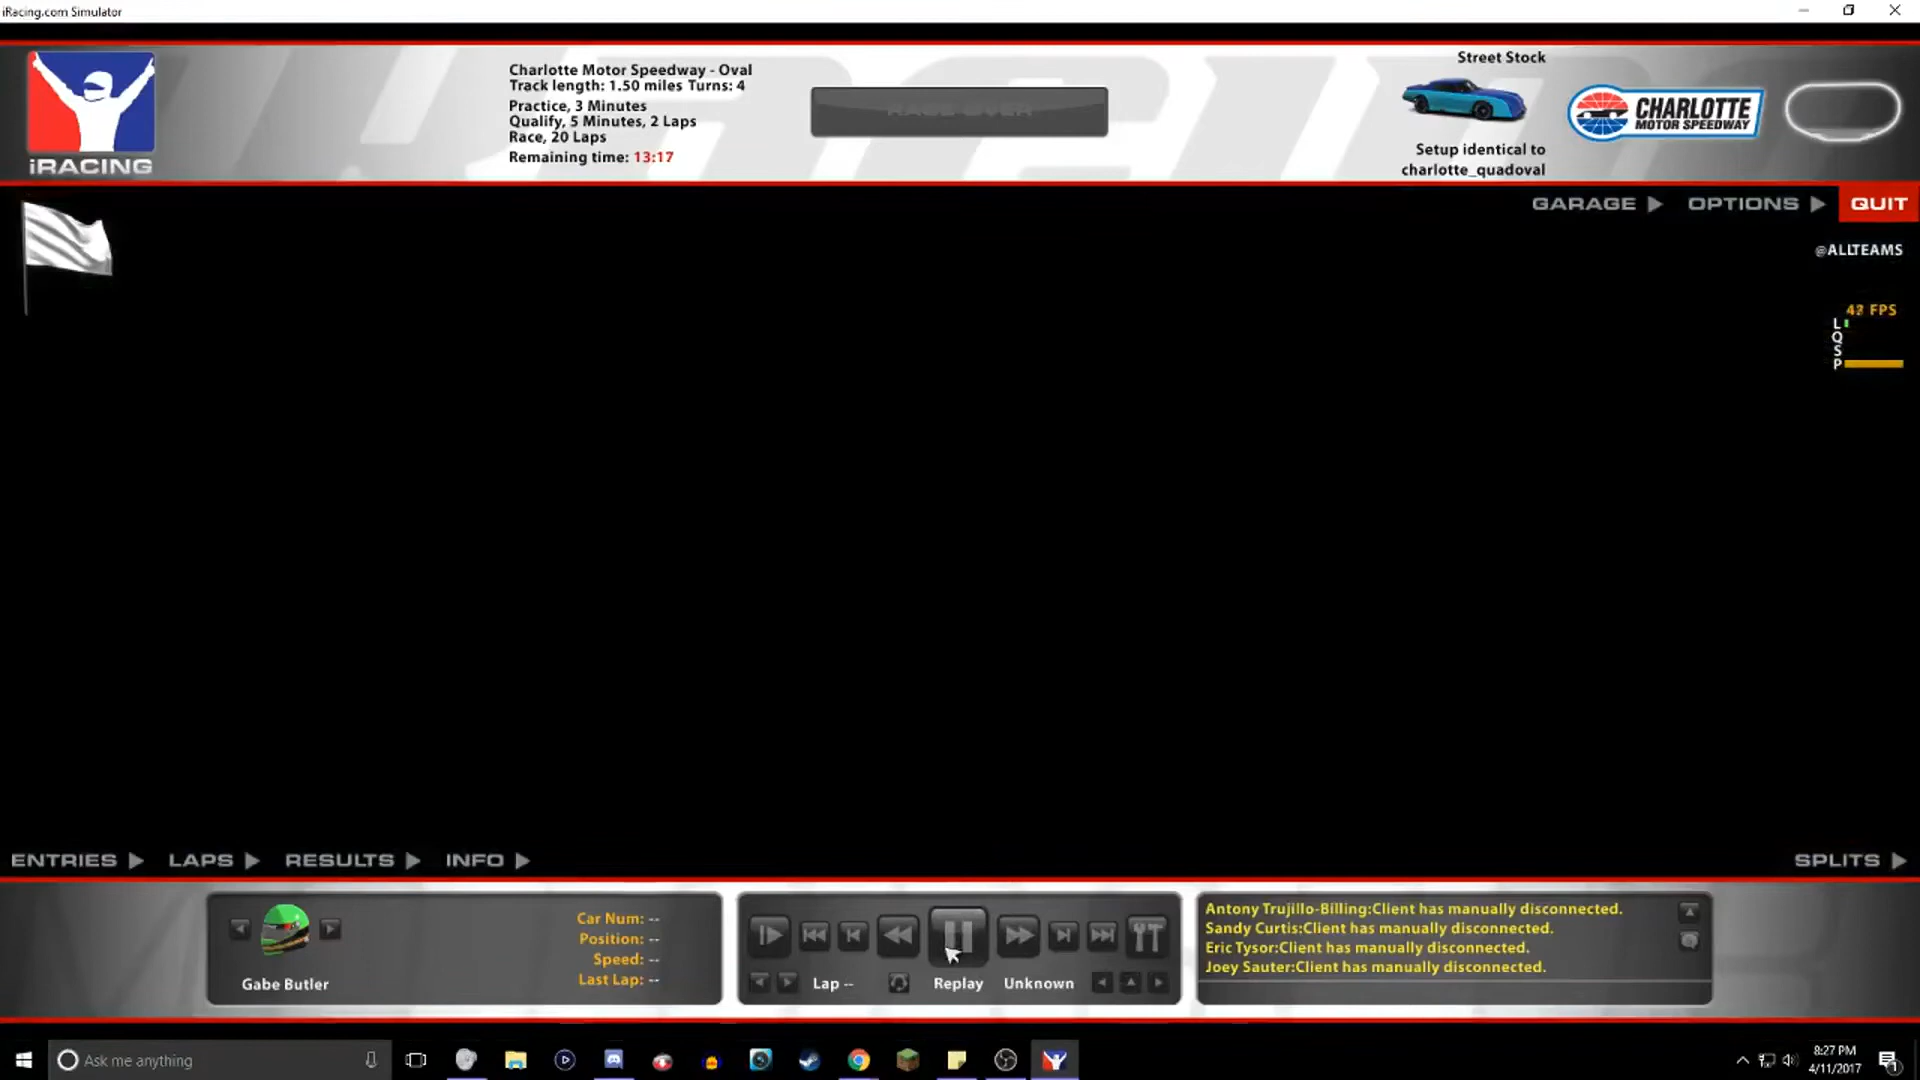 iRacing.com Simulator
iRACING
Charlotte Motor Speedway - Oval
Track length: 1.50 miles Turns: 4
Practice, 3 Minutes
Qualify, 5 Minutes, 2 Laps
Race, 20 Laps
Remaining time: 13:17
RACE OVER
Street Stock
Setup identical to
charlotte_quadoval
CHARLOTTE
MOTOR SPEEDWAY
GARAGE
OPTIONS
QUIT
@ALLTEAMS
FPS
L
Q
S
P
ENTRIES
LAPS
RESULTS
INFO
SPLITS
Gabe Butler
Car Num: --
Position: --
Speed: --
Last Lap: --
Lap --
Replay
Unknown
Antony Trujillo-Billing:Client has manually disconnected.
Sandy Curtis:Client has manually disconnected.
Eric Tysor:Client has manually disconnected.
Joey Sauter:Client has manually disconnected.
Ask me anything
8:27 PM
4/11/2017
1